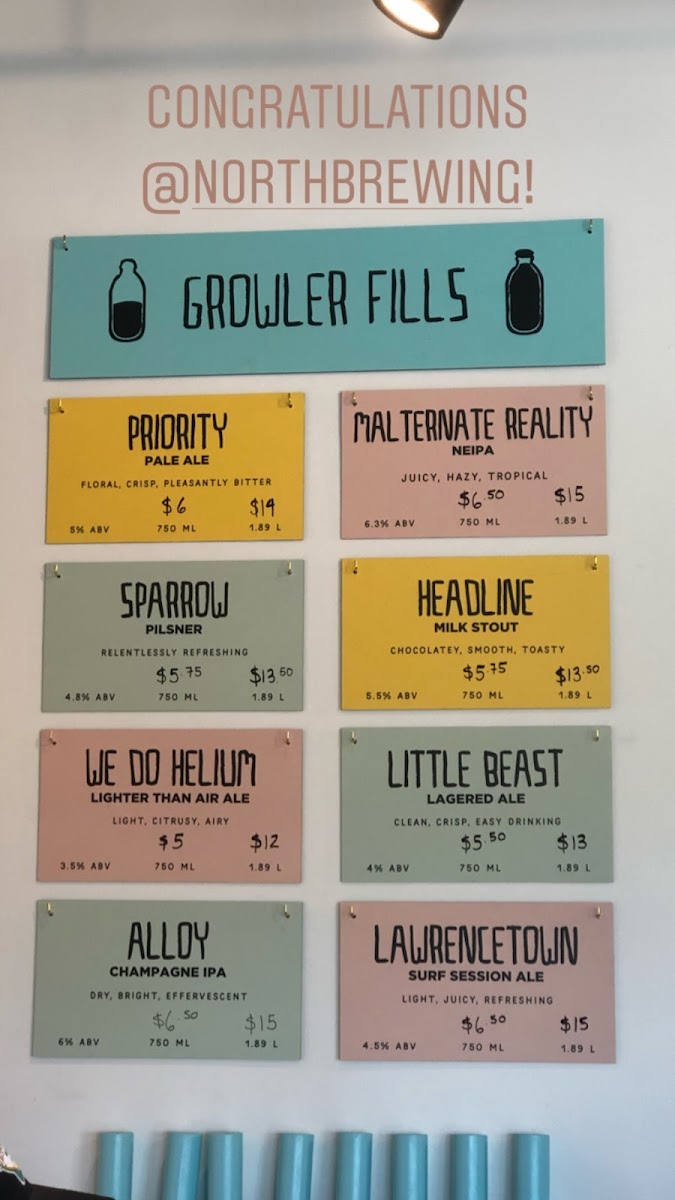 CONGRATULATIONS
@NORTHBREWING!
GROWLER FILLS
PRIORITY
PALE ALE
FLORAL, CRISP, PLEASANTLY BITTER
$6 $14
5% ABV 750 ML 1.89 L
MALTERNATE REALITY
NEIPA
JUICY, HAZY, TROPICAL
$6.50 $15
6.3% ABV 750 ML 1.89 L
SPARROW
PILSNER
RELENTLESSLY REFRESHING
$5.75 $13.50
4.8% ABV 750 ML 1.89 L
HEADLINE
MILK STOUT
CHOCOLATEY, SMOOTH, TOASTY
$5.75 $13.50
5.5% ABV 750 ML 1.89 L
WE DO HELIUM
LIGHTER THAN AIR ALE
LIGHT, CITRUSY, AIRY
$5 $12
3.5% ABV 750 ML 1.89 L
LITTLE BEAST
LAGERED ALE
CLEAN, CRISP, EASY DRINKING
$5.50 $13
4% ABV 750 ML 1.89 L
ALLOY
CHAMPAGNE IPA
DRY, BRIGHT, EFFERVESCENT
$6.50 $15
6% ABV 750 ML 1.89 L
LAWRENCETOWN
SURF SESSION ALE
LIGHT, JUICY, REFRESHING
$6.50 $15
4.5% ABV 750 ML 1.89 L